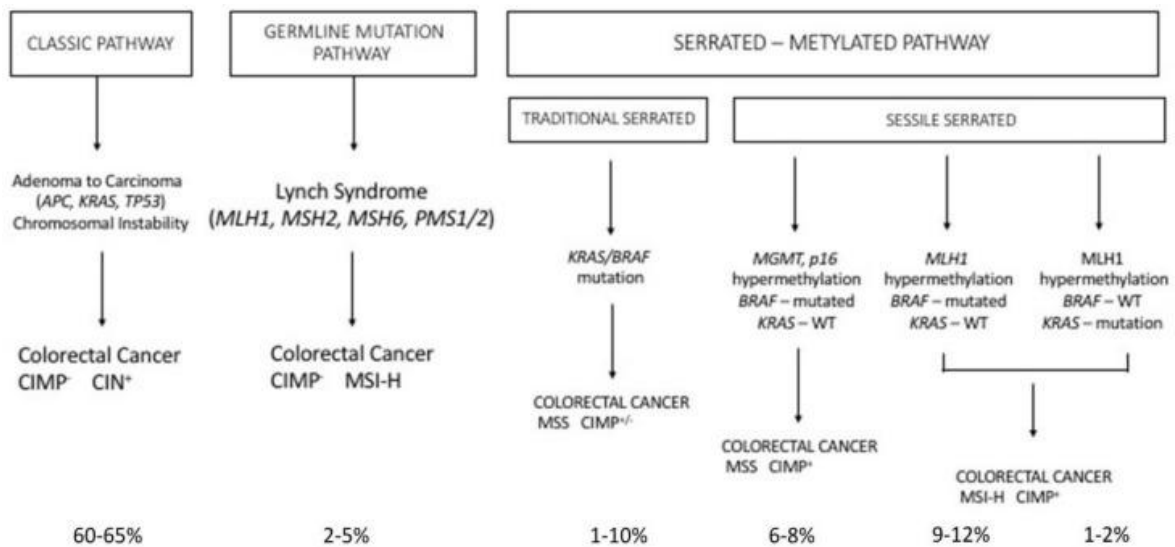 CLASSIC PATHWAY
GERMLINE MUTATION
PATHWAY
SERRATED – METYLATED PATHWAY
TRADITIONAL SERRATED
SESSILE SERRATED
Adenoma to Carcinoma
(APC, KRAS, TP53)
Chromosomal Instability
Lynch Syndrome
(MLH1, MSH2, MSH6, PMS1/2)
KRAS/BRAF
mutation
MGMT, p16
hypermethylation
BRAF – mutated
KRAS – WT
MLH1
hypermethylation
BRAF – mutated
KRAS – WT
MLH1
hypermethylation
BRAF – WT
KRAS – mutation
Colorectal Cancer
CIMP⁻ CIN⁺
Colorectal Cancer
CIMP⁻ MSI-H
COLORECTAL CANCER
MSS CIMP⁺/⁻
COLORECTAL CANCER
MSS CIMP⁺
COLORECTAL CANCER
MSI-H CIMP⁺
60-65%
2-5%
1-10%
6-8%
9-12%
1-2%